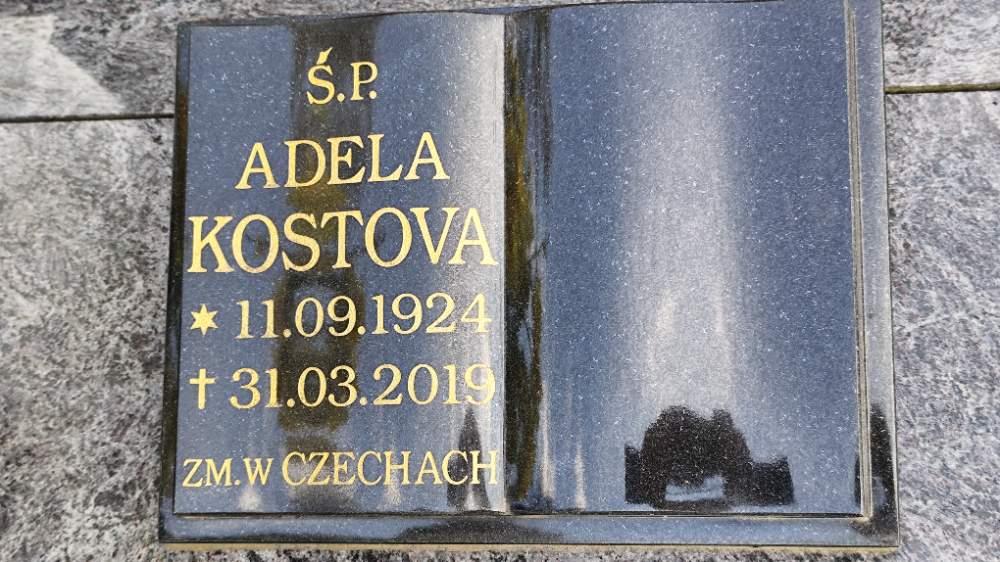 Ś.P.
ADELA
KOSTOVA
* 11.09.1924
† 31.03.2019
ZM. W CZECHACH